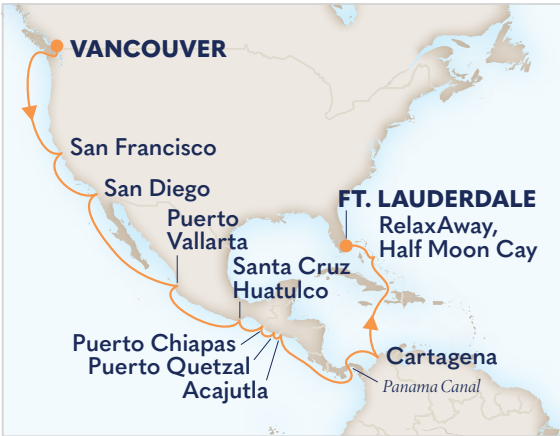 VANCOUVER
San Francisco
San Diego
FT. LAUDERDALE
RelaxAway,
Half Moon Cay
Puerto
Vallarta
Santa Cruz
Huatulco
Puerto Chiapas
Puerto Quetzal
Acajutla
Cartagena
Panama Canal